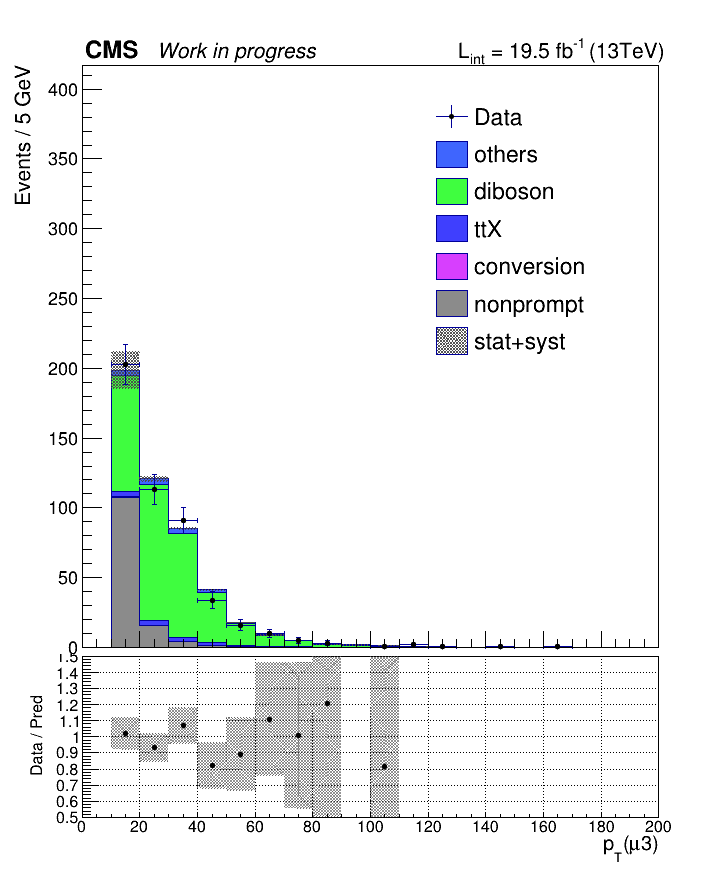 CMS Work in progress L_int = 19.5 fb^-1 (13TeV)
Events / 5 GeV
400
350
300
250
200
150
100
50
0
Data
others
diboson
ttX
conversion
nonprompt
stat+syst
Data / Pred
1.5
1.4
1.3
1.2
1.1
1
0.9
0.8
0.7
0.6
0.5
0 20 40 60 80 100 120 140 160 180 200
p_T(μ3)